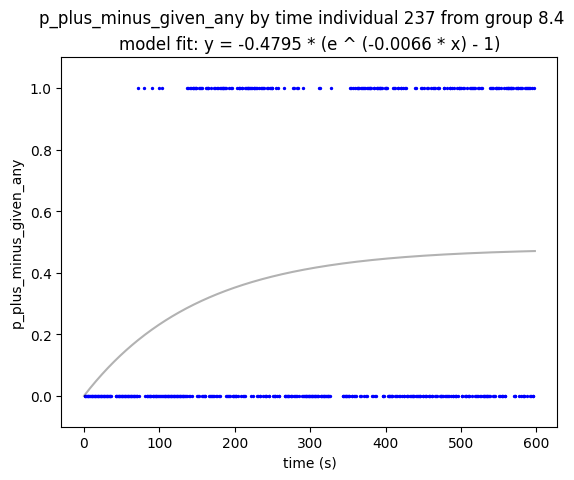 p_plus_minus_given_any by time individual 237 from group 8.4
model fit: y = -0.4795 * (e ^ (-0.0066 * x) - 1)
1.0
0.8
0.6
0.4
0.2
0.0
p_plus_minus_given_any
0 100 200 300 400 500 600
time (s)